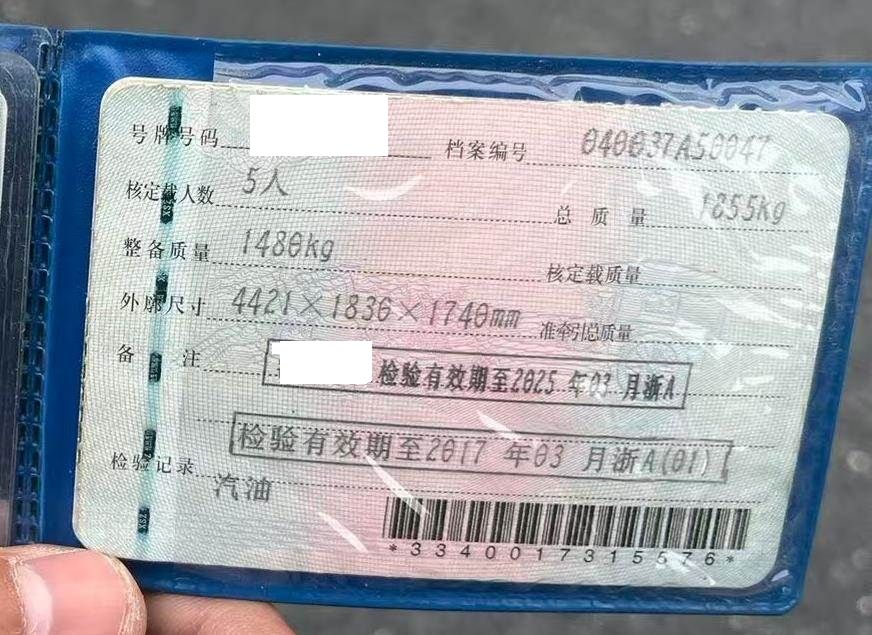 号牌号码 档案编号 040037A50047
核定载人数 5人 总质量 1855kg
整备质量 1480kg 核定载质量
外廓尺寸 4421×1836×1740mm 准牵引总质量
备注 检验有效期至2025年03月浙A
检验有效期至2017年03月浙A(01)
检验记录
汽油
*3340017315576*